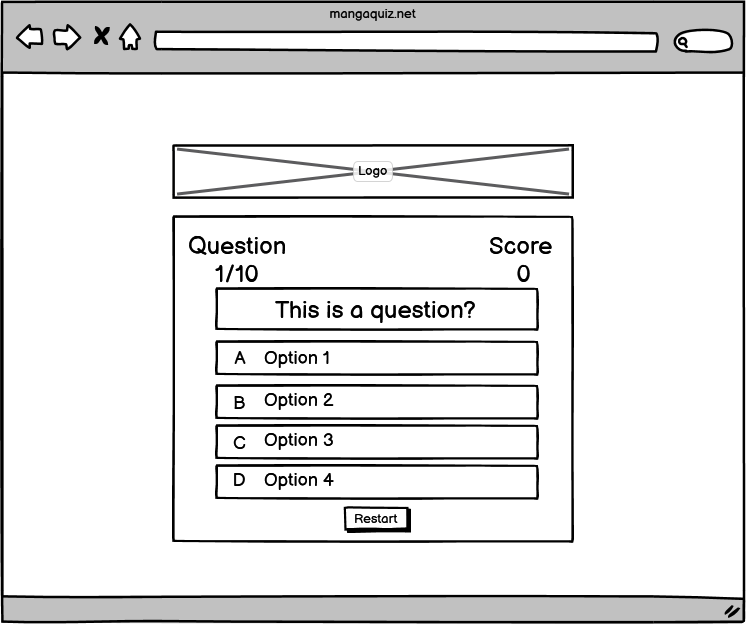 mangaquiz.net
Logo
Question
Score
1/10
0
This is a question?
A Option 1
B Option 2
C Option 3
D Option 4
Restart